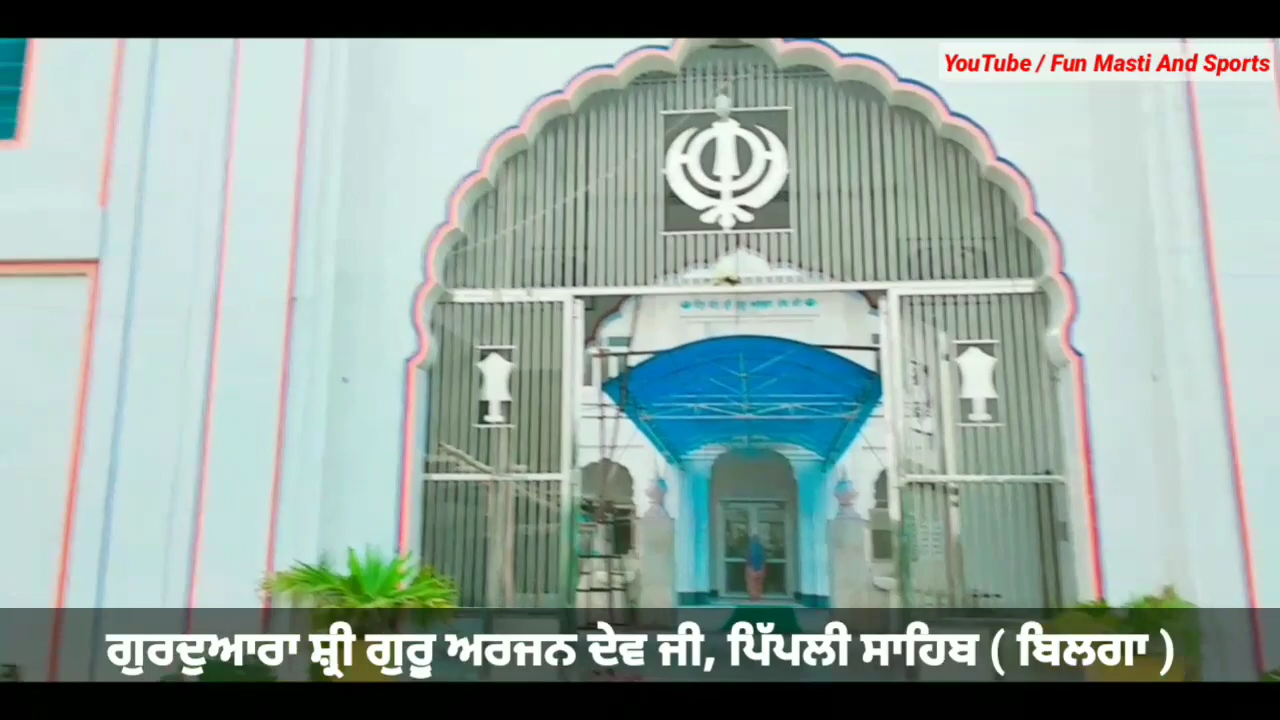 YouTube / Fun Masti And Sports
ਗੁਰਦੁਆਰਾ ਸ਼੍ਰੀ ਗੁਰੂ ਅਰਜਨ ਦੇਵ ਜੀ, ਪਿੱਪਲੀ ਸਾਹਿਬ ( ਬਿਲਗਾ )